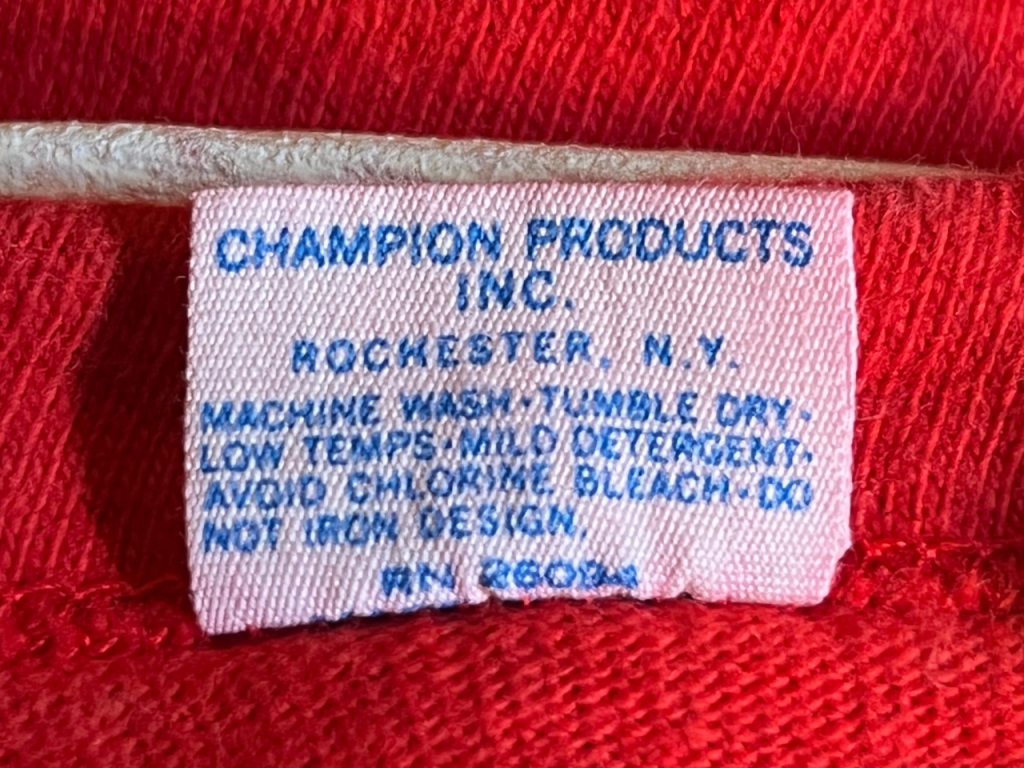 CHAMPION PRODUCTS
INC.
ROCHESTER, N.Y.
MACHINE WASH·TUMBLE DRY·
LOW TEMPS·MILD DETERGENT·
AVOID CHLORINE BLEACH·DO
NOT IRON DESIGN.
RN 26094